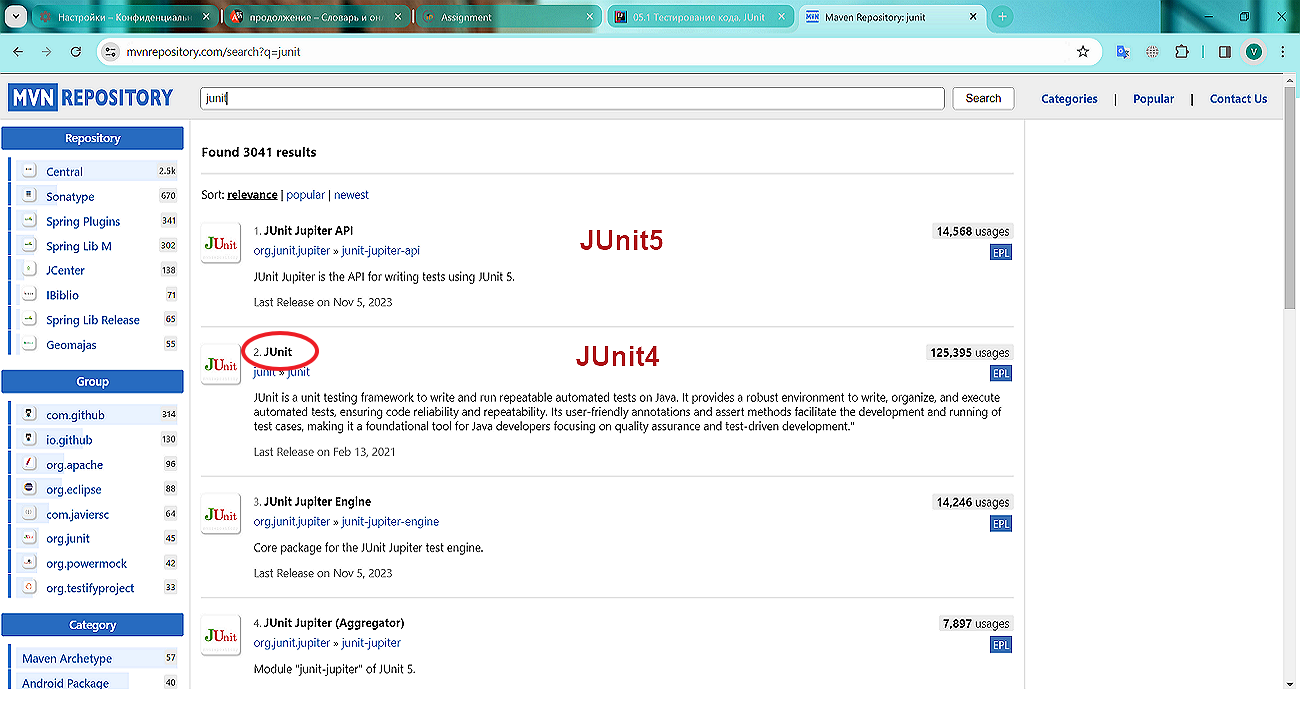 Настройки – Конфиденциальн
продолжение – Словарь и онл
Assignment
05.1 Тестирование кода. JUnit
MVN Maven Repository: junit
mvnrepository.com/search?q=junit
V
MVN REPOSITORY
junit
Search
Categories | Popular | Contact Us
Repository
Central 2.5k
Sonatype 670
Spring Plugins 341
Spring Lib M 302
JCenter 138
IBiblio 71
Spring Lib Release 65
Geomajas 55
Group
com.github 314
io.github 130
org.apache 96
org.eclipse 88
com.javiersc 64
org.junit 45
org.powermock 42
org.testifyproject 33
Category
Maven Archetype 57
Android Package 40
Found 3041 results
Sort: relevance | popular | newest
JUnit
1. JUnit Jupiter API
14,568 usages
org.junit.jupiter » junit-jupiter-api
EPL
JUnit5
JUnit Jupiter is the API for writing tests using JUnit 5.
Last Release on Nov 5, 2023
JUnit
2. JUnit
125,395 usages
junit » junit
EPL
JUnit4
JUnit is a unit testing framework to write and run repeatable automated tests on Java. It provides a robust environment to write, organize, and execute
automated tests, ensuring code reliability and repeatability. Its user-friendly annotations and assert methods facilitate the development and running of
test cases, making it a foundational tool for Java developers focusing on quality assurance and test-driven development."
Last Release on Feb 13, 2021
JUnit
3. JUnit Jupiter Engine
14,246 usages
org.junit.jupiter » junit-jupiter-engine
EPL
Core package for the JUnit Jupiter test engine.
Last Release on Nov 5, 2023
JUnit
4. JUnit Jupiter (Aggregator)
7,897 usages
org.junit.jupiter » junit-jupiter
EPL
Module "junit-jupiter" of JUnit 5.